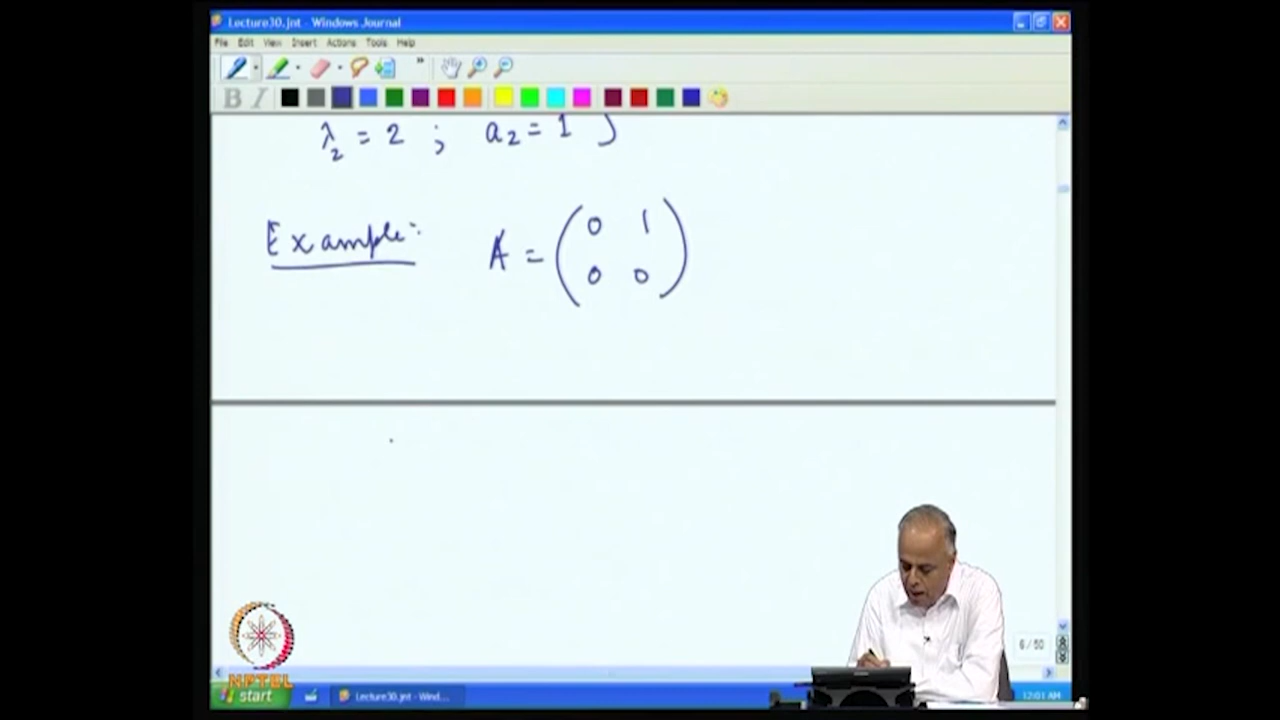 Lecture30.jnt - Windows Journal
File Edit View Insert Actions Tools Help
B I
λ₂ = 2 ; a₂ = 1 }
Example: A = ( 0 1
0 0 )
6 / 50
NPTEL
start Lecture30.jnt - Wind... 12:01 AM